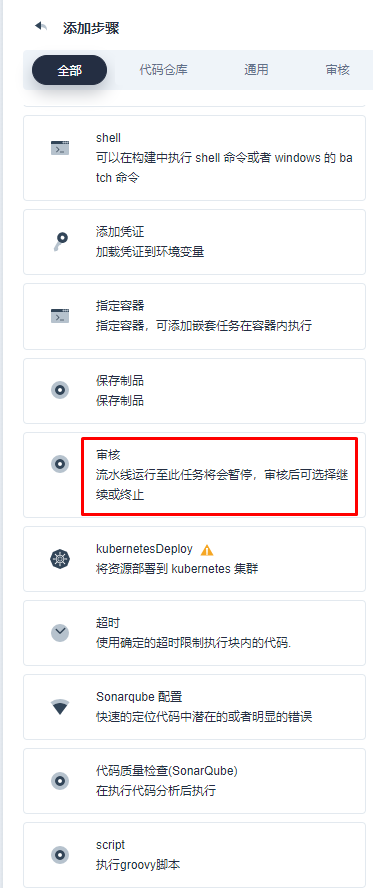 添加步骤
全部 代码仓库 通用 审核
shell
可以在构建中执行 shell 命令或者 windows 的 ba
tch 命令
添加凭证
加载凭证到环境变量
指定容器
指定容器，可添加嵌套任务在容器内执行
保存制品
保存制品
审核
流水线运行至此任务将会暂停，审核后可选择继
续或终止
kubernetesDeploy
将资源部署到 kubernetes 集群
超时
使用确定的超时限制执行块内的代码.
Sonarqube 配置
快速的定位代码中潜在的或者明显的错误
代码质量检查(SonarQube)
在执行代码分析后执行
script
执行groovy脚本